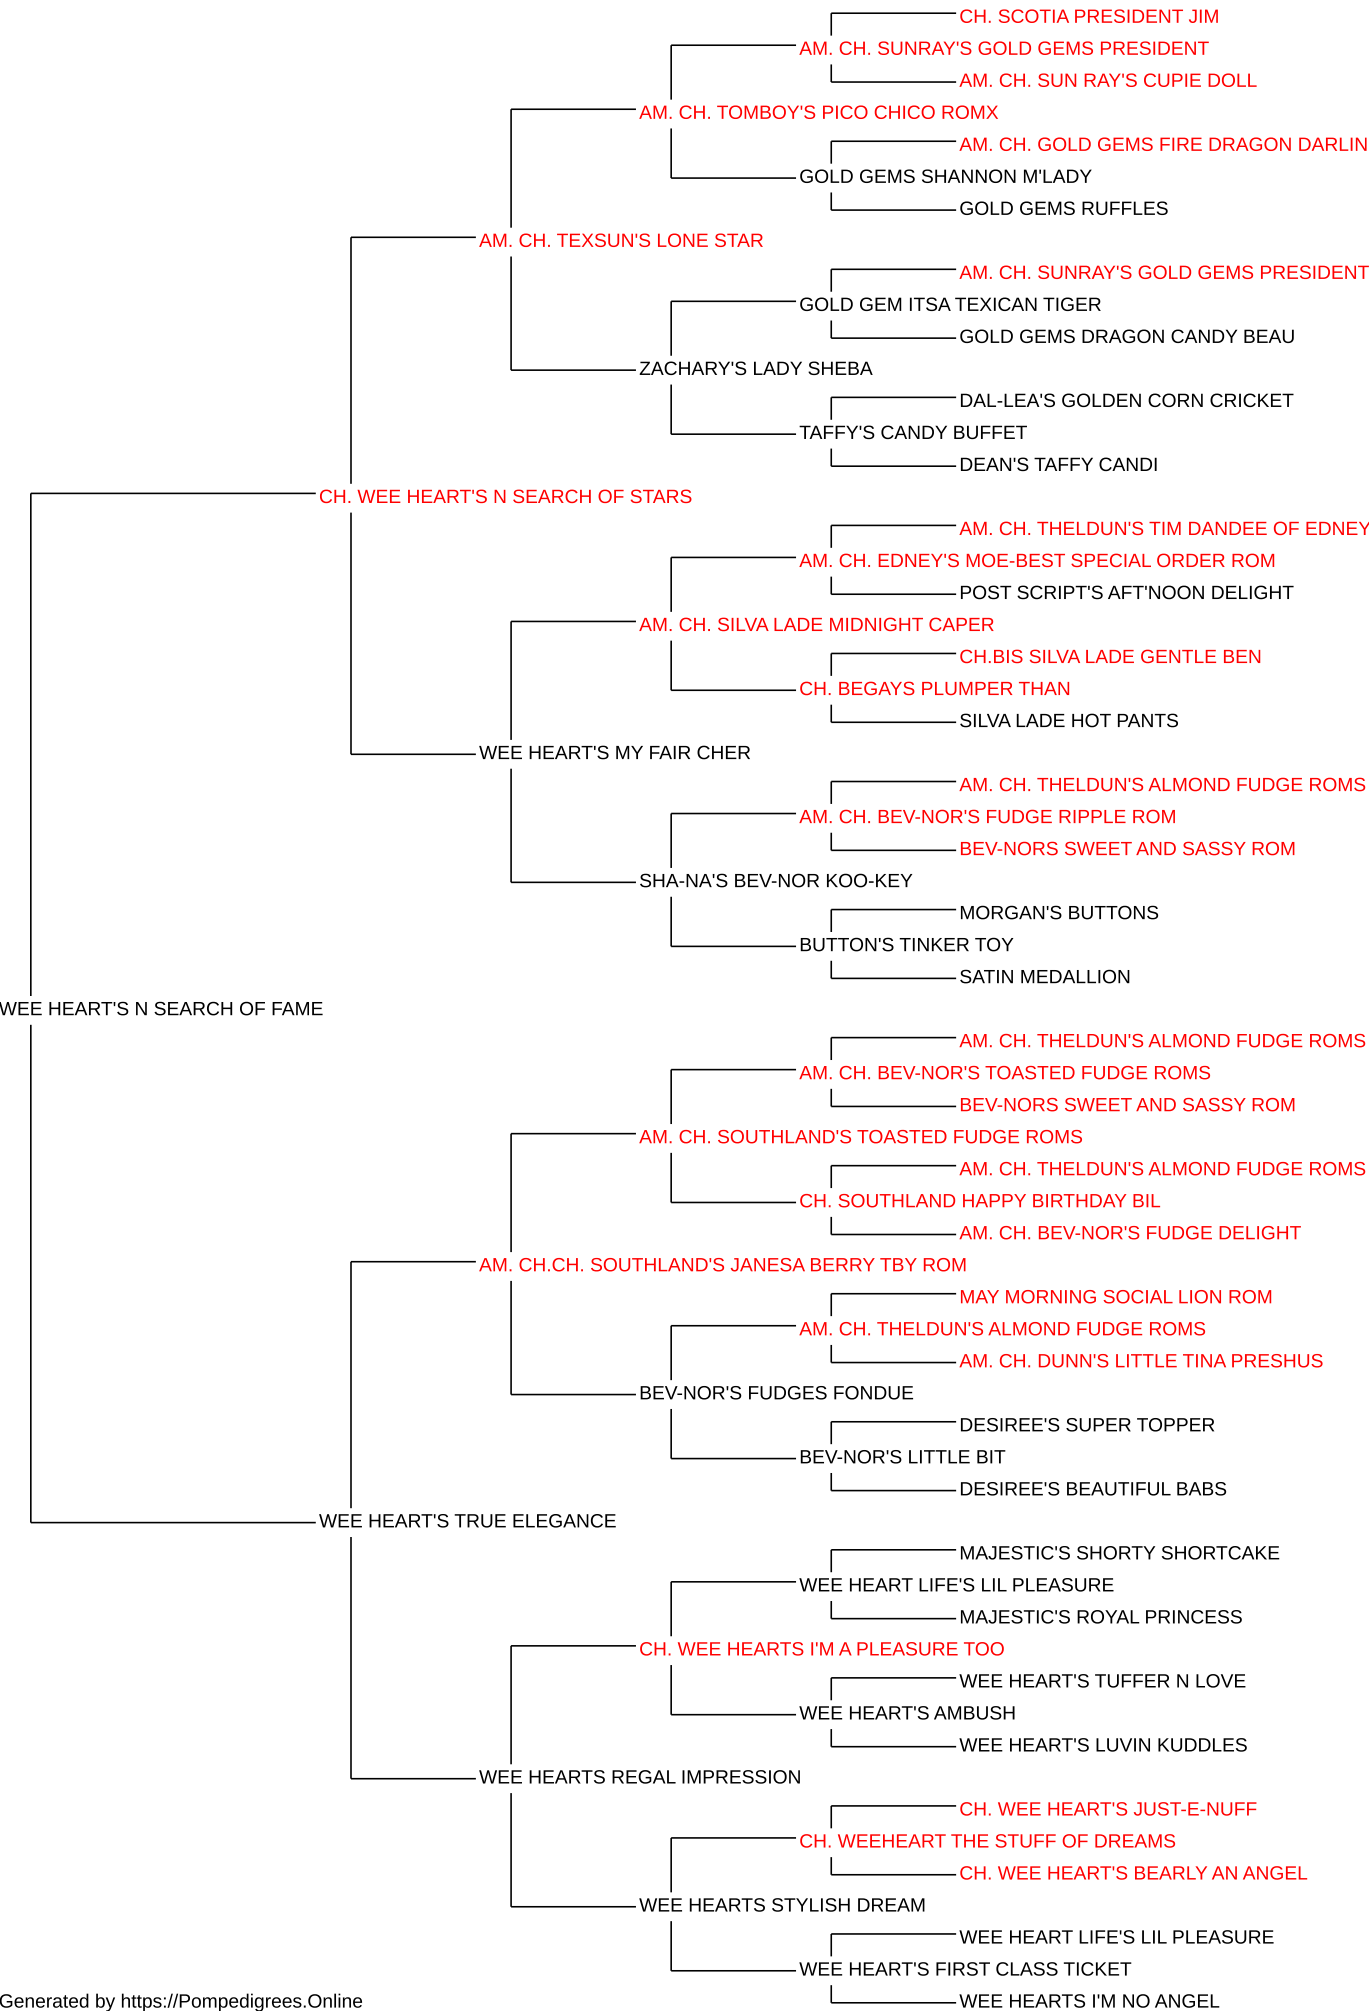 CH. SCOTIA PRESIDENT JIM
AM. CH. SUNRAY'S GOLD GEMS PRESIDENT
AM. CH. SUN RAY'S CUPIE DOLL
AM. CH. TOMBOY'S PICO CHICO ROMX
AM. CH. GOLD GEMS FIRE DRAGON DARLIN
GOLD GEMS SHANNON M'LADY
GOLD GEMS RUFFLES
AM. CH. TEXSUN'S LONE STAR
AM. CH. SUNRAY'S GOLD GEMS PRESIDENT
GOLD GEM ITSA TEXICAN TIGER
GOLD GEMS DRAGON CANDY BEAU
ZACHARY'S LADY SHEBA
DAL-LEA'S GOLDEN CORN CRICKET
TAFFY'S CANDY BUFFET
DEAN'S TAFFY CANDI
CH. WEE HEART'S N SEARCH OF STARS
AM. CH. THELDUN'S TIM DANDEE OF EDNEY
AM. CH. EDNEY'S MOE-BEST SPECIAL ORDER ROM
POST SCRIPT'S AFT'NOON DELIGHT
AM. CH. SILVA LADE MIDNIGHT CAPER
CH.BIS SILVA LADE GENTLE BEN
CH. BEGAYS PLUMPER THAN
SILVA LADE HOT PANTS
WEE HEART'S MY FAIR CHER
AM. CH. THELDUN'S ALMOND FUDGE ROMS
AM. CH. BEV-NOR'S FUDGE RIPPLE ROM
BEV-NORS SWEET AND SASSY ROM
SHA-NA'S BEV-NOR KOO-KEY
MORGAN'S BUTTONS
BUTTON'S TINKER TOY
SATIN MEDALLION
WEE HEART'S N SEARCH OF FAME
AM. CH. THELDUN'S ALMOND FUDGE ROMS
AM. CH. BEV-NOR'S TOASTED FUDGE ROMS
BEV-NORS SWEET AND SASSY ROM
AM. CH. SOUTHLAND'S TOASTED FUDGE ROMS
AM. CH. THELDUN'S ALMOND FUDGE ROMS
CH. SOUTHLAND HAPPY BIRTHDAY BIL
AM. CH. BEV-NOR'S FUDGE DELIGHT
AM. CH.CH. SOUTHLAND'S JANESA BERRY TBY ROM
MAY MORNING SOCIAL LION ROM
AM. CH. THELDUN'S ALMOND FUDGE ROMS
AM. CH. DUNN'S LITTLE TINA PRESHUS
BEV-NOR'S FUDGES FONDUE
DESIREE'S SUPER TOPPER
BEV-NOR'S LITTLE BIT
DESIREE'S BEAUTIFUL BABS
WEE HEART'S TRUE ELEGANCE
MAJESTIC'S SHORTY SHORTCAKE
WEE HEART LIFE'S LIL PLEASURE
MAJESTIC'S ROYAL PRINCESS
CH. WEE HEARTS I'M A PLEASURE TOO
WEE HEART'S TUFFER N LOVE
WEE HEART'S AMBUSH
WEE HEART'S LUVIN KUDDLES
WEE HEARTS REGAL IMPRESSION
CH. WEE HEART'S JUST-E-NUFF
CH. WEEHEART THE STUFF OF DREAMS
CH. WEE HEART'S BEARLY AN ANGEL
WEE HEARTS STYLISH DREAM
WEE HEART LIFE'S LIL PLEASURE
WEE HEART'S FIRST CLASS TICKET
WEE HEARTS I'M NO ANGEL
Generated by https://Pompedigrees.Online